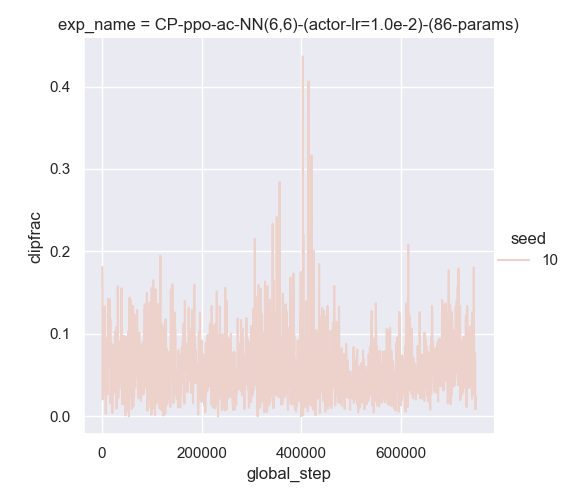 exp_name = CP-ppo-ac-NN(6,6)-(actor-lr=1.0e-2)-(86-params)
0.4
0.3
0.2
0.1
0.0
clipfrac
0
200000
400000
600000
global_step
seed
10